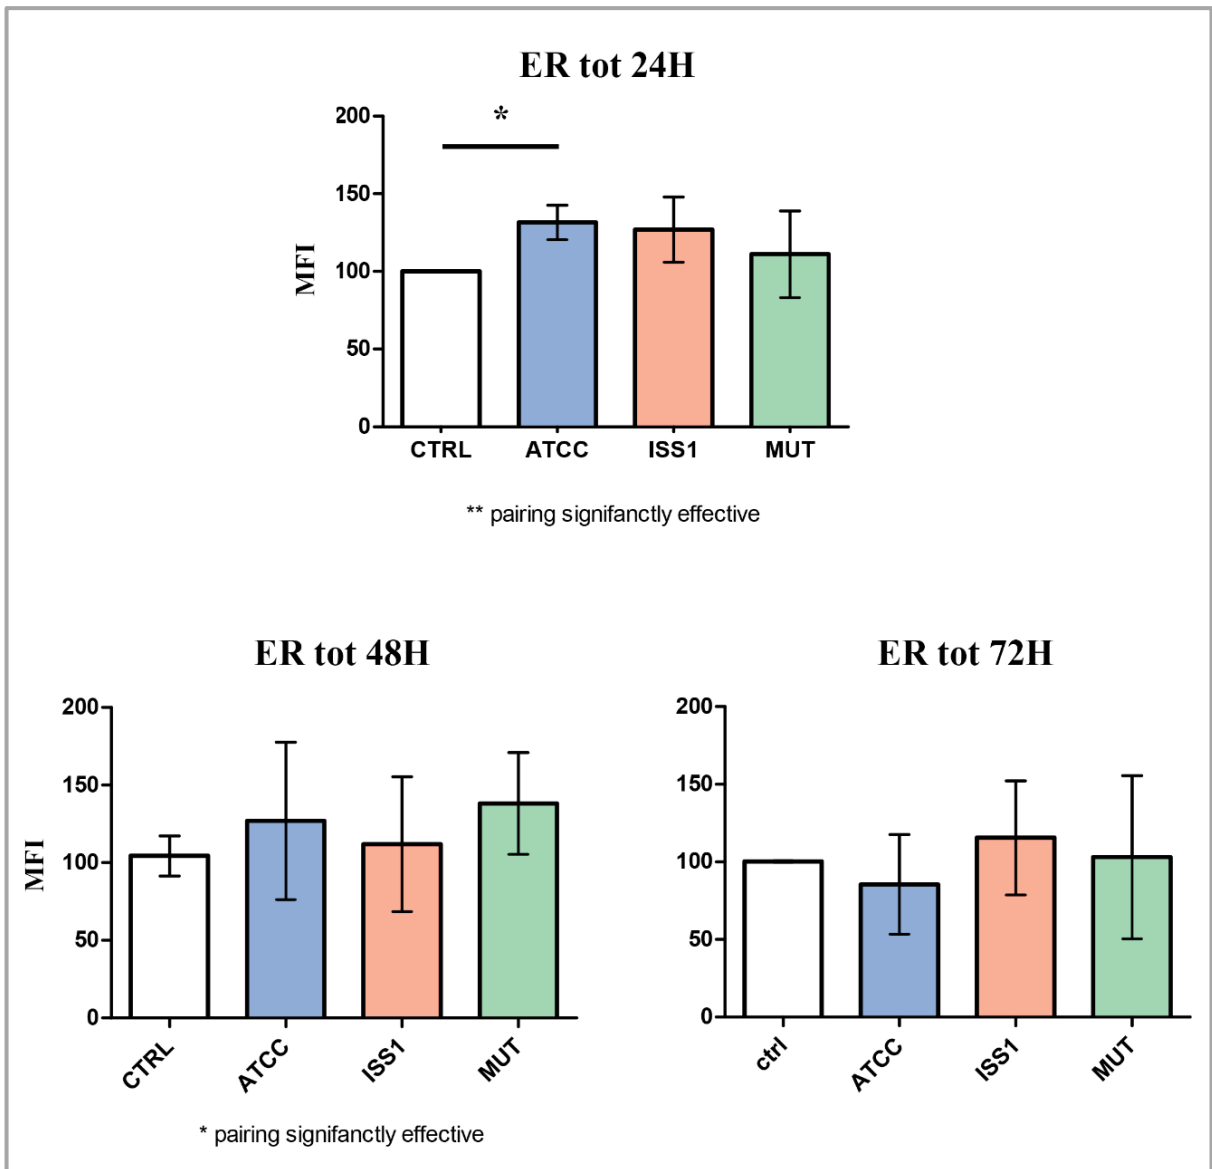 ER tot 24H
*
200
150
100
50
0
MFI
CTRL ATCC ISS1 MUT
** pairing signifanctly effective
ER tot 48H
200
150
100
50
0
MFI
CTRL ATCC ISS1 MUT
* pairing signifanctly effective
ER tot 72H
200
150
100
50
0
ctrl ATCC ISS1 MUT